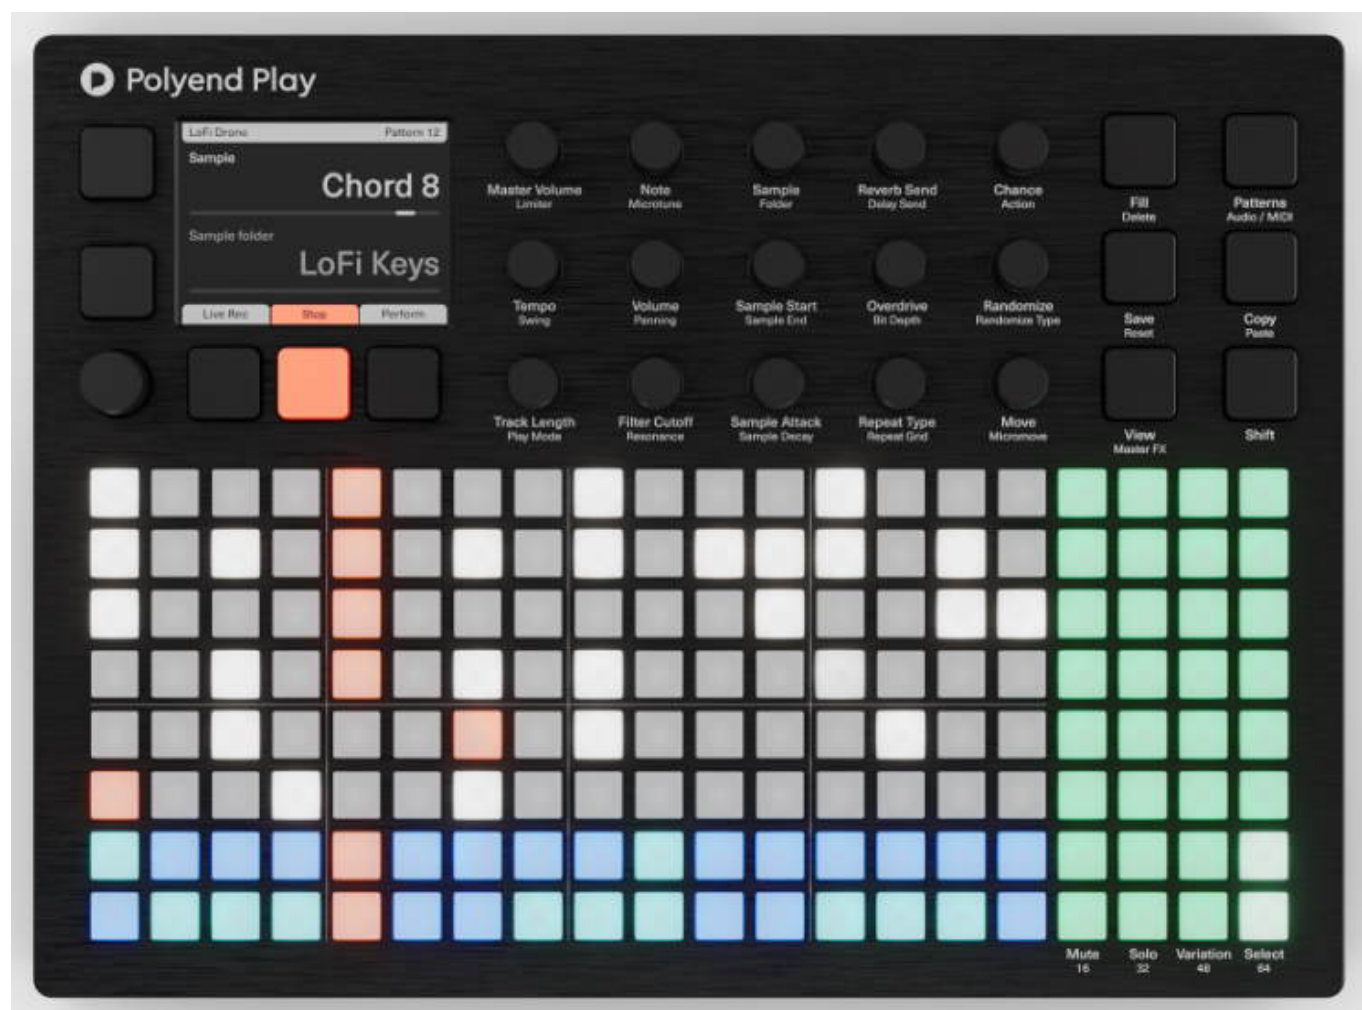 Polyend Play
LoFi Drone Pattern 12
Sample
Chord 8
Sample folder
LoFi Keys
Live Rec Stop Perform
Master Volume
Limiter
Note
Microtune
Sample
Folder
Reverb Send
Delay Send
Chance
Action
Fill
Delete
Patterns
Audio / MIDI
Tempo
Swing
Volume
Panning
Sample Start
Sample End
Overdrive
Bit Depth
Randomize
Randomize Type
Save
Reset
Copy
Paste
Track Length
Play Mode
Filter Cutoff
Resonance
Sample Attack
Sample Decay
Repeat Type
Repeat Grid
Move
Micromove
View
Master FX
Shift
Mute
16
Solo
32
Variation
48
Select
64